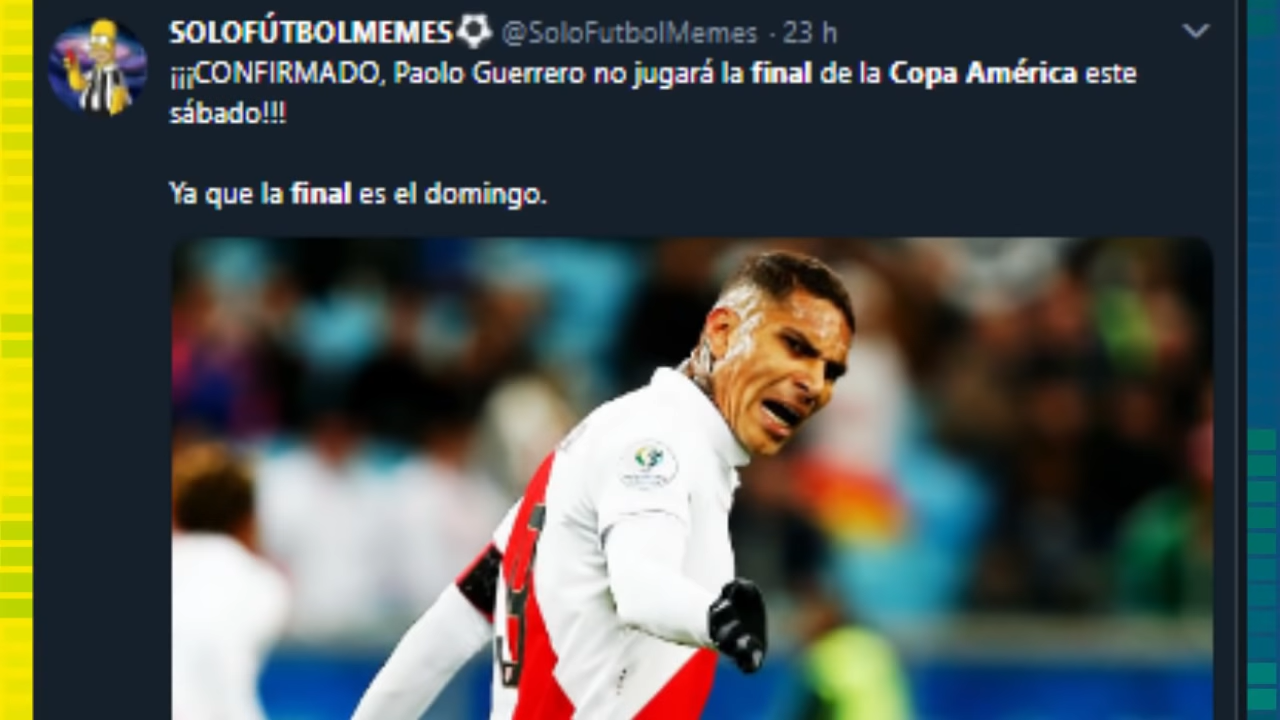 SOLOFÚTBOLMEMES⚽ @SoloFutbolMemes · 23 h
¡¡¡CONFIRMADO, Paolo Guerrero no jugará la final de la Copa América este
sábado!!!
Ya que la final es el domingo.